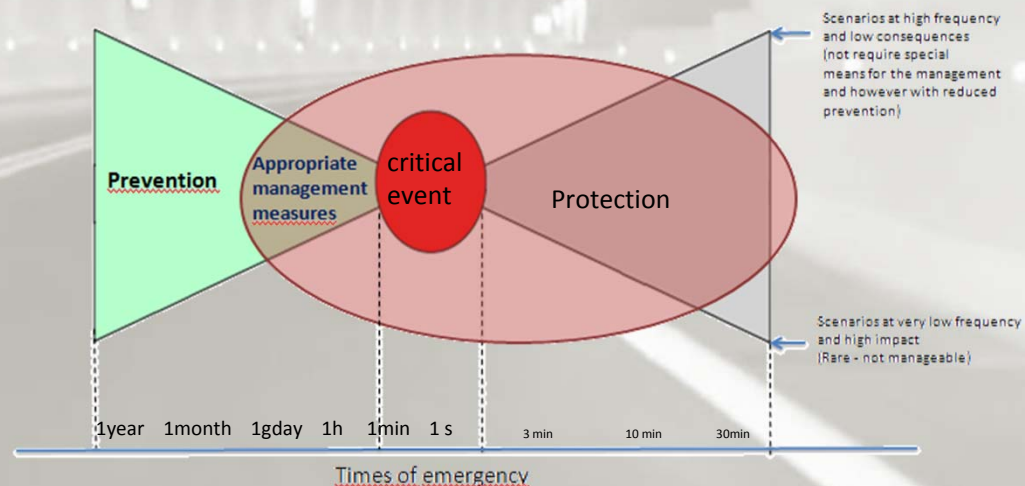 Scenarios at high frequency
and low consequences
(not require special
means for the management
and however with reduced
prevention)
Prevention
Appropriate
management
measures
critical
event
Protection
Scenarios at very low frequency
and high impact
(Rare - not manageable)
1year 1month 1gday 1h 1min 1 s 3 min 10 min 30min
Times of emergency